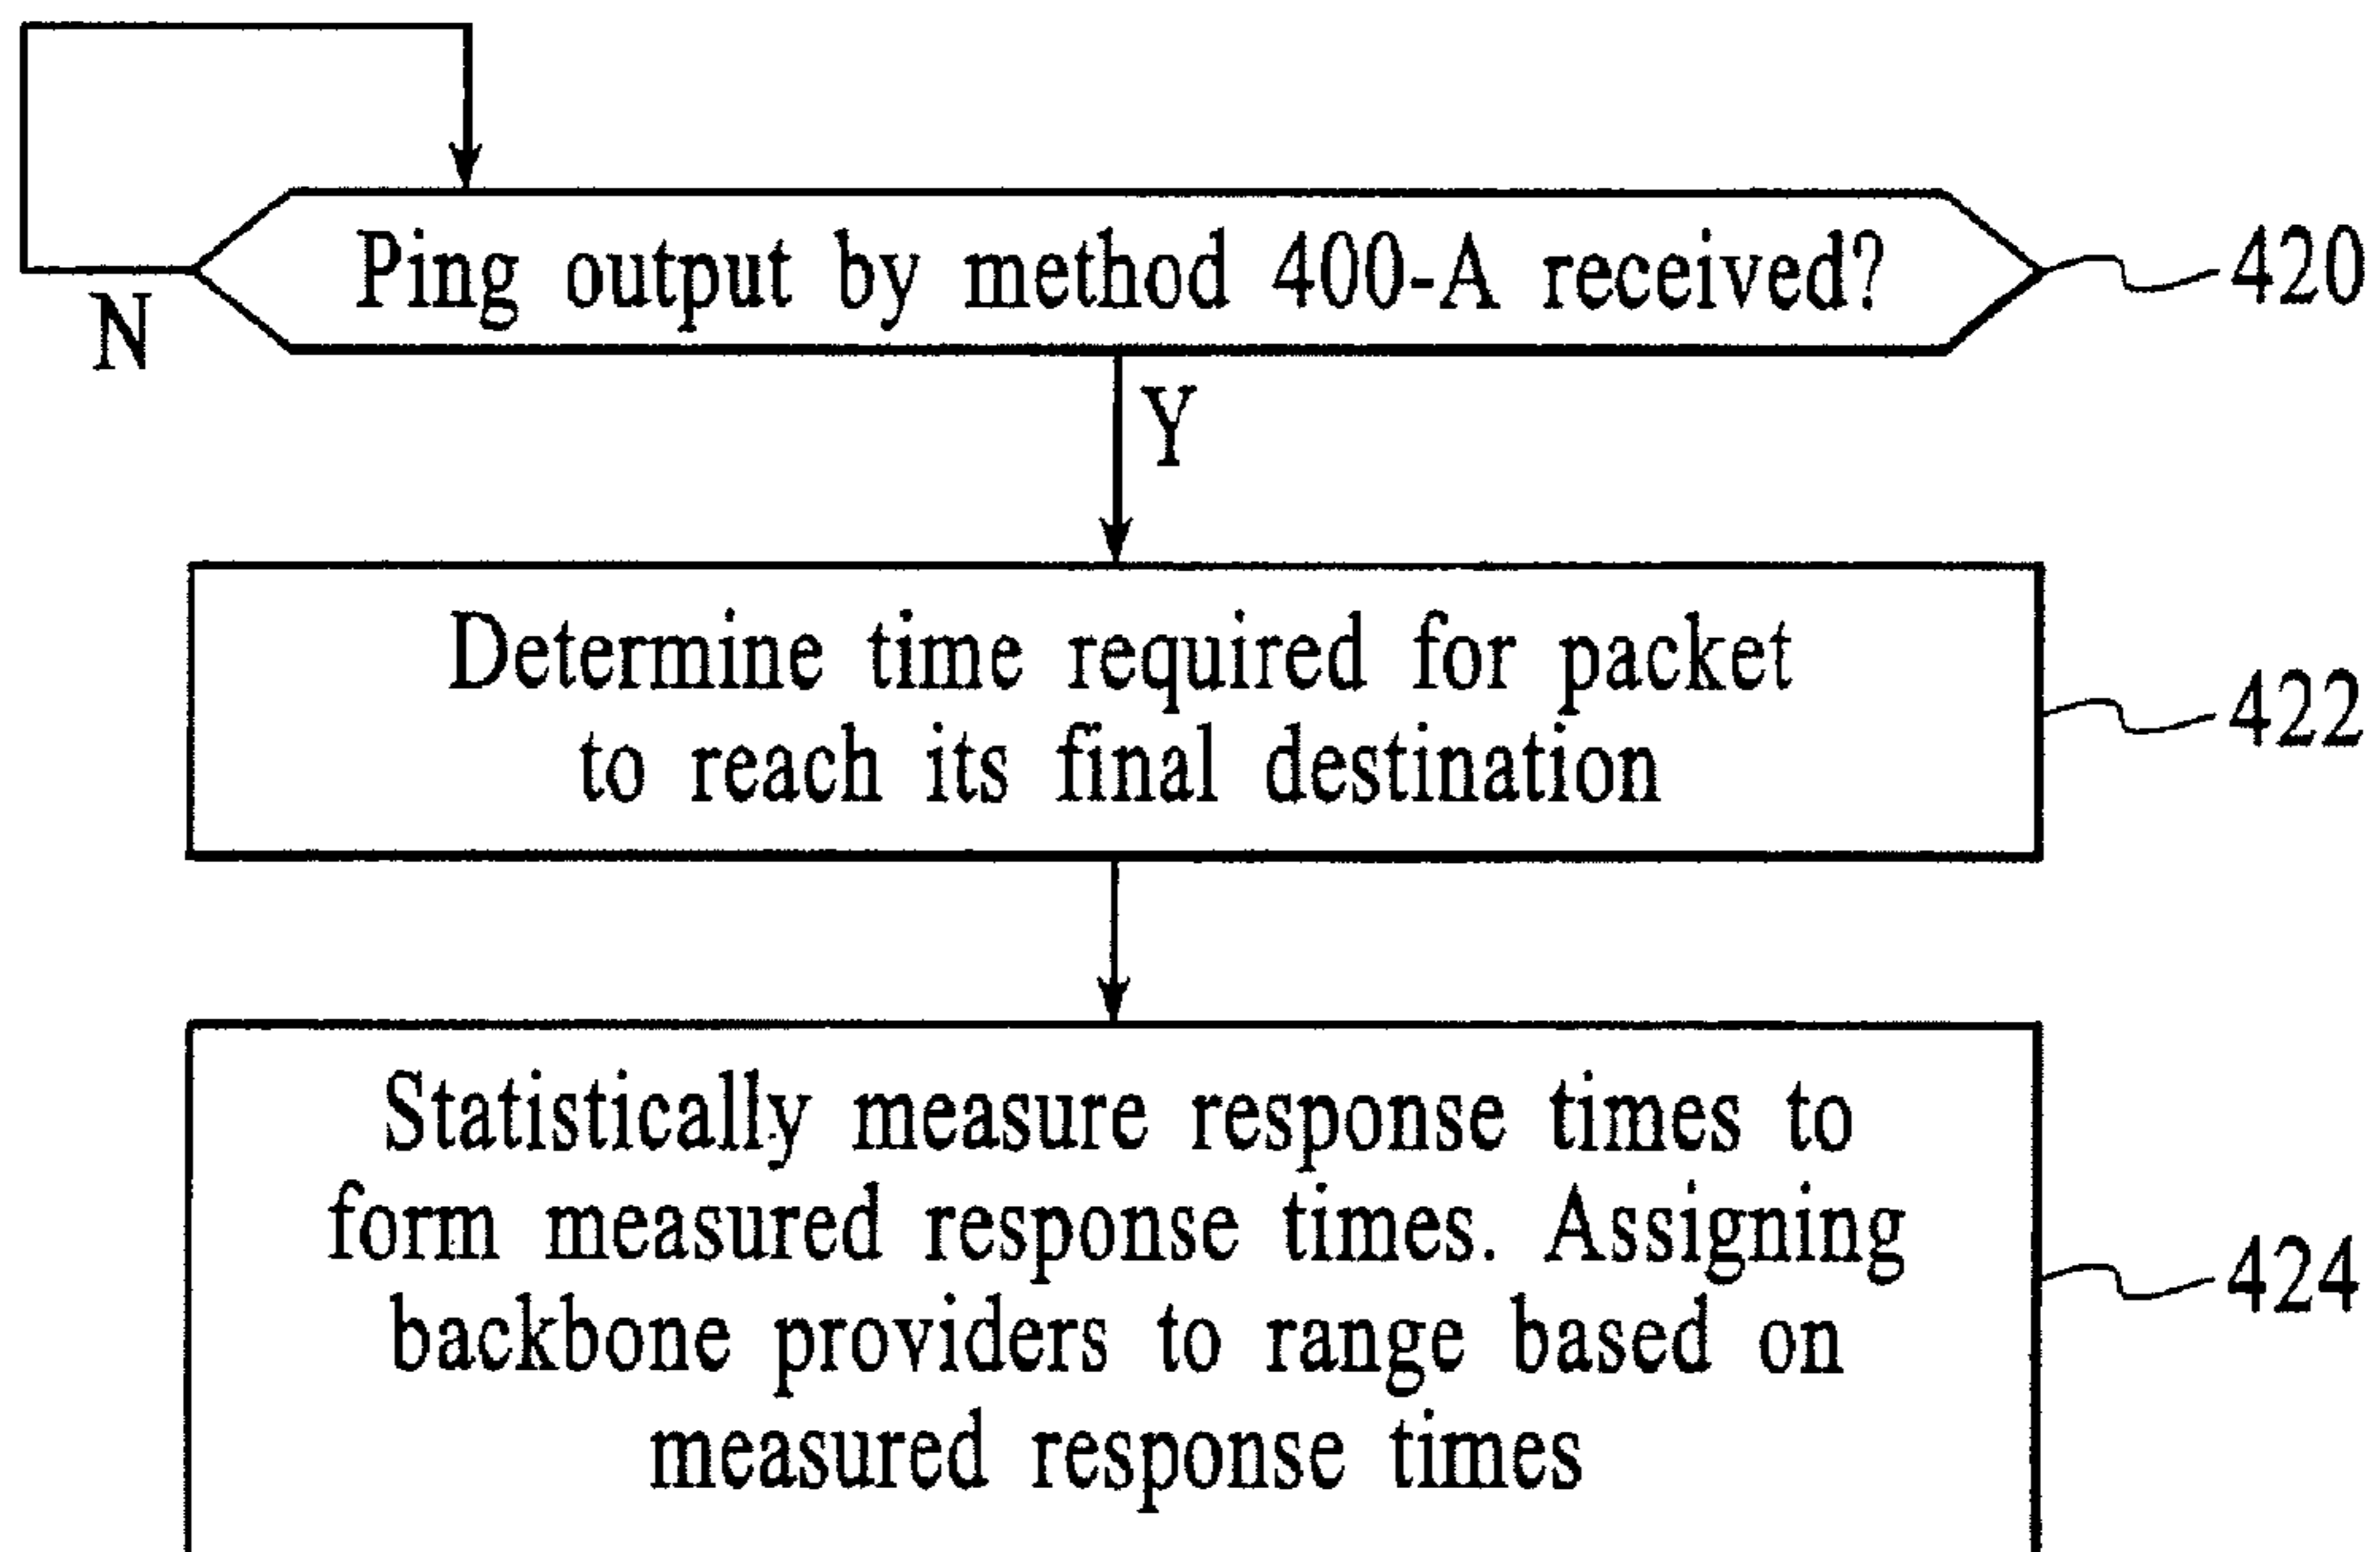 Ping output by method 400-A received?
420
N
Y
Determine time required for packet
to reach its final destination
422
Statistically measure response times to
form measured response times. Assigning
backbone providers to range based on
measured response times
424